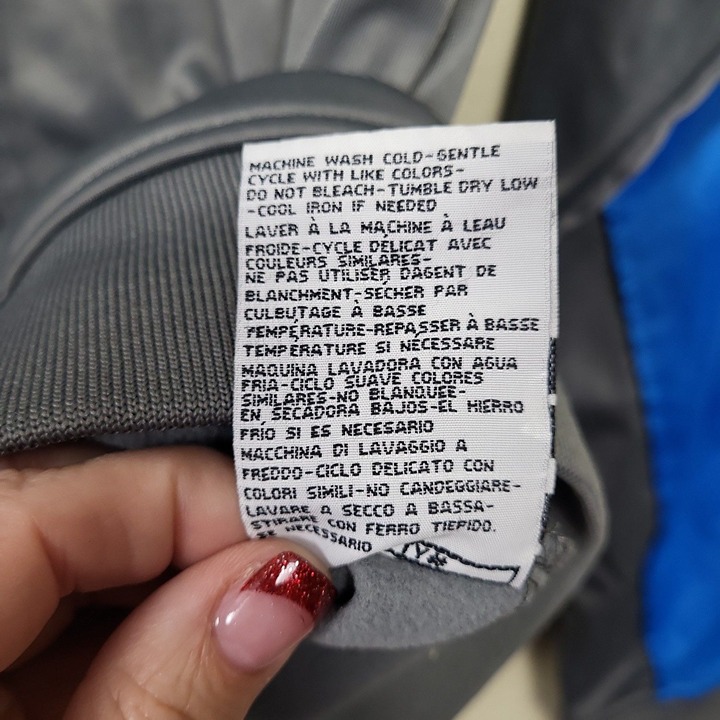 MACHINE WASH COLD-GENTLE
CYCLE WITH LIKE COLORS-
DO NOT BLEACH-TUMBLE DRY LOW
-COOL IRON IF NEEDED
LAVER À LA MACHINE À LEAU
FROIDE-CYCLE DÉLICAT AVEC
COULEURS SIMILARES-
NE PAS UTILISER DAGENT DE
BLANCHMENT-SÉCHER PAR
CULBUTAGE À BASSE
TEMPÉRATURE-REPASSER À BASSE
TEMPÉRATURE SI NÉCESSARE
MAQUINA LAVADORA CON AGUA
FRIA-CICLO SUAVE COLORES
SIMILARES-NO BLANQUEE-
EN SECADORA BAJOS-EL HIERRO
FRÍO SI ES NECESARIO
MACCHINA DI LAVAGGIO A
FREDDO-CICLO DELICATO CON
COLORI SIMILI-NO CANDEGGIARE-
LAVARE A SECCO A BASSA-
STIRARE CON FERRO TIEPIDO.
SE NECESSARIO